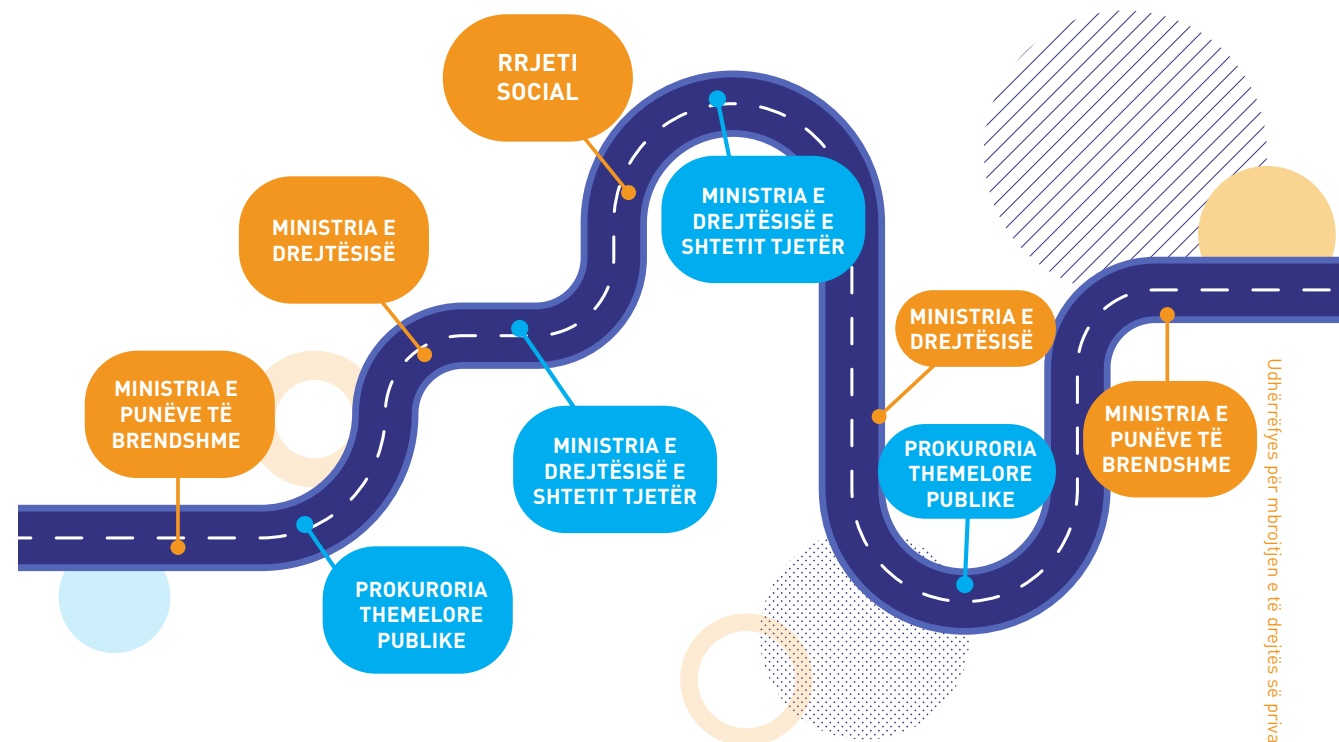 MINISTRIA E
PUNËVE TË
BRENDSHME
PROKURORIA
THEMELORE
PUBLIKE
MINISTRIA E
DREJTËSISË
MINISTRIA E
DREJTËSISË E
SHTETIT TJETËR
RRJETI
SOCIAL
MINISTRIA E
DREJTËSISË E
SHTETIT TJETËR
MINISTRIA E
DREJTËSISË
PROKURORIA
THEMELORE
PUBLIKE
MINISTRIA E
PUNËVE TË
BRENDSHME
Udhërrëfyes për mbrojtjen e të drejtës së priva